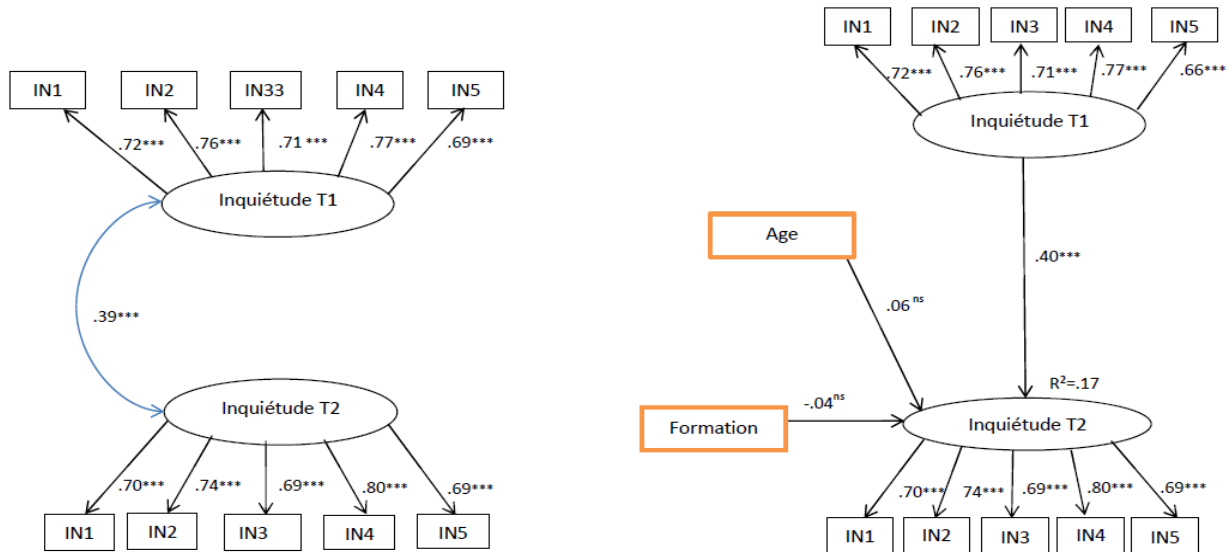 IN1 IN2 IN33 IN4 IN5
.72*** .76*** .71*** .77*** .69***
Inquiétude T1
.39***
Inquiétude T2
.70*** .74*** .69*** .80*** .69***
IN1 IN2 IN3 IN4 IN5
IN1 IN2 IN3 IN4 IN5
.72*** .76*** .71*** .77*** .66***
Inquiétude T1
Age
.40***
.06 ns
R²=.17
-.04 ns
Formation
Inquiétude T2
.70*** 74*** .69*** .80*** .69***
IN1 IN2 IN3 IN4 IN5